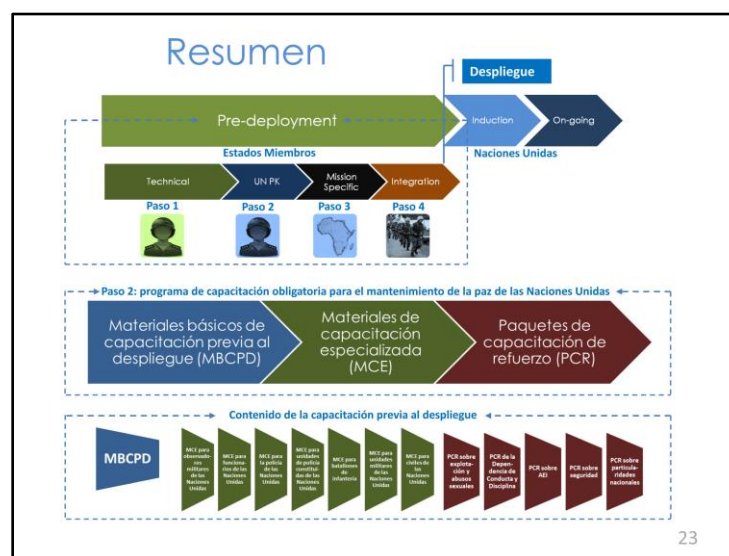 Resumen
Despliegue
Pre-deployment
Induction
On-going
Estados Miembros
Naciones Unidas
Technical
UN PK
Mission
Specific
Integration
Paso 1
Paso 2
Paso 3
Paso 4
Paso 2: programa de capacitación obligatoria para el mantenimiento de la paz de las Naciones Unidas
Materiales básicos de
capacitación previa al
despliegue (MBCPD)
Materiales de
capacitación
especializada
(MCE)
Paquetes de
capacitación de
refuerzo (PCR)
Contenido de la capacitación previa al despliegue
MBCPD
MCE para
observado-
res militares
de las
Naciones
Unidas
MCE para
funciona-
rios de las
Naciones
Unidas
MCE para
la policía
de las
Naciones
Unidas
MCE para
unidades
de policía
constitui-
das de las
Naciones
Unidas
MCE para
batallones de
infantería
MCE para
unidades
militares
de las
Naciones
Unidas
MCE para
civiles de
las Naciones
Unidas
PCR sobre
explota-
ción y
abusos
sexuales
PCR de la
Depen-
dencia de
Conducta y
Disciplina
PCR sobre
AEI
PCR sobre
seguridad
PCR sobre
particula-
ridades
nacionales
23